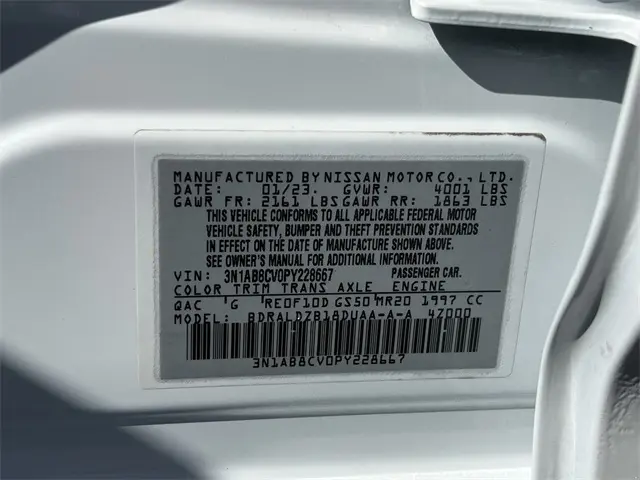 MANUFACTURED BY NISSAN MOTOR CO., LTD.
DATE: 01/23. GVWR: 4001 LBS
GAWR FR: 2161 LBS GAWR RR: 1863 LBS
THIS VEHICLE CONFORMS TO ALL APPLICABLE FEDERAL MOTOR
VEHICLE SAFETY, BUMPER AND THEFT PREVENTION STANDARDS
IN EFFECT ON THE DATE OF MANUFACTURE SHOWN ABOVE.
SEE OWNER'S MANUAL FOR ADDITIONAL INFORMATION.
VIN: 3N1AB8CV0PY228667 PASSENGER CAR.
COLOR TRIM TRANS AXLE ENGINE
QAC G RE0F10D GS50 MR20 1997 CC
MODEL: BDRALDZB18DUAA-A-A 4Z000
3N1AB8CV0PY228667